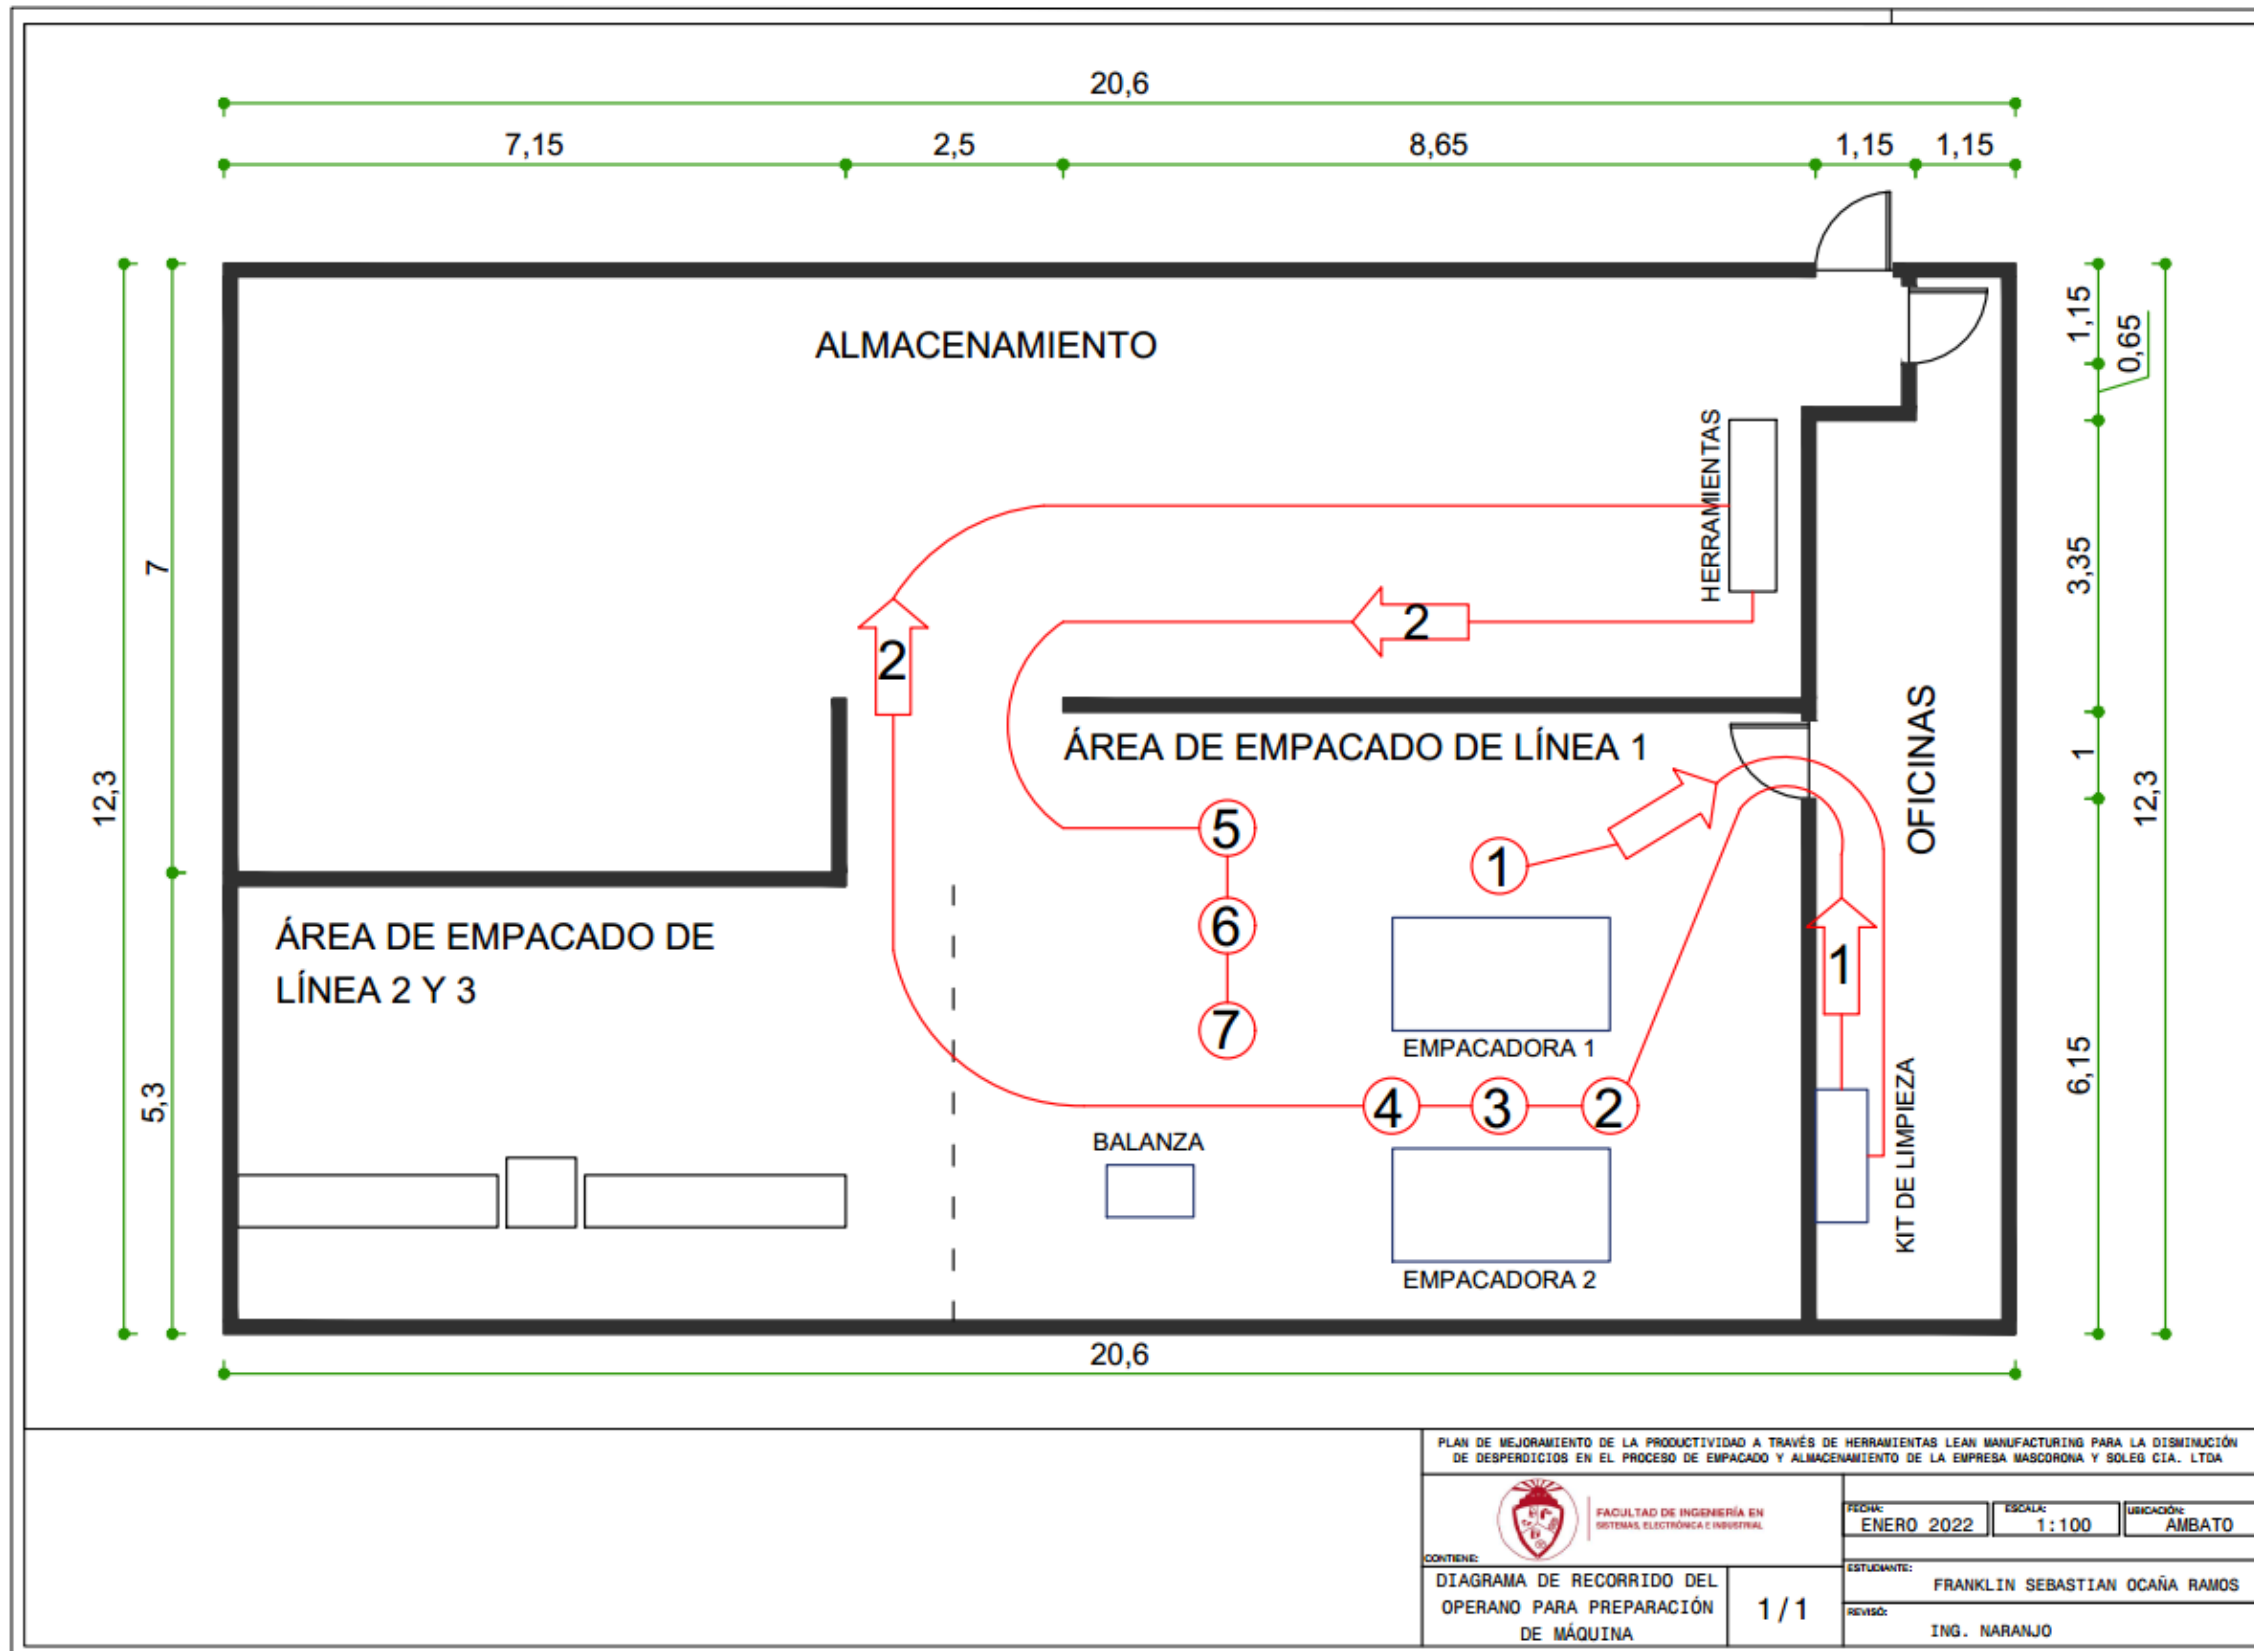 20,6
7,15
2,5
8,65
1,15
1,15
ALMACENAMIENTO
HERRAMIENTAS
2
2
7
12,3
5,3
1,15
0,65
3,35
1
12,3
6,15
ÁREA DE EMPACADO DE LÍNEA 1
OFICINAS
5
1
6
7
1
ÁREA DE EMPACADO DE
LÍNEA 2 Y 3
EMPACADORA 1
4
3
2
BALANZA
KIT DE LIMPIEZA
EMPACADORA 2
20,6
PLAN DE MEJORAMIENTO DE LA PRODUCTIVIDAD A TRAVÉS DE HERRAMIENTAS LEAN MANUFACTURING PARA LA DISMINUCIÓN
DE DESPERDICIOS EN EL PROCESO DE EMPACADO Y ALMACENAMIENTO DE LA EMPRESA MASCORONA Y SOLEG CIA. LTDA
FACULTAD DE INGENIERÍA EN
SISTEMAS, ELECTRÓNICA E INDUSTRIAL
FECHA:
ENERO 2022
ESCALA:
1:100
UBICACIÓN:
AMBATO
CONTIENE:
DIAGRAMA DE RECORRIDO DEL
OPERANO PARA PREPARACIÓN
DE MÁQUINA
1/1
ESTUDIANTE:
FRANKLIN SEBASTIAN OCAÑA RAMOS
REVISÓ:
ING. NARANJO